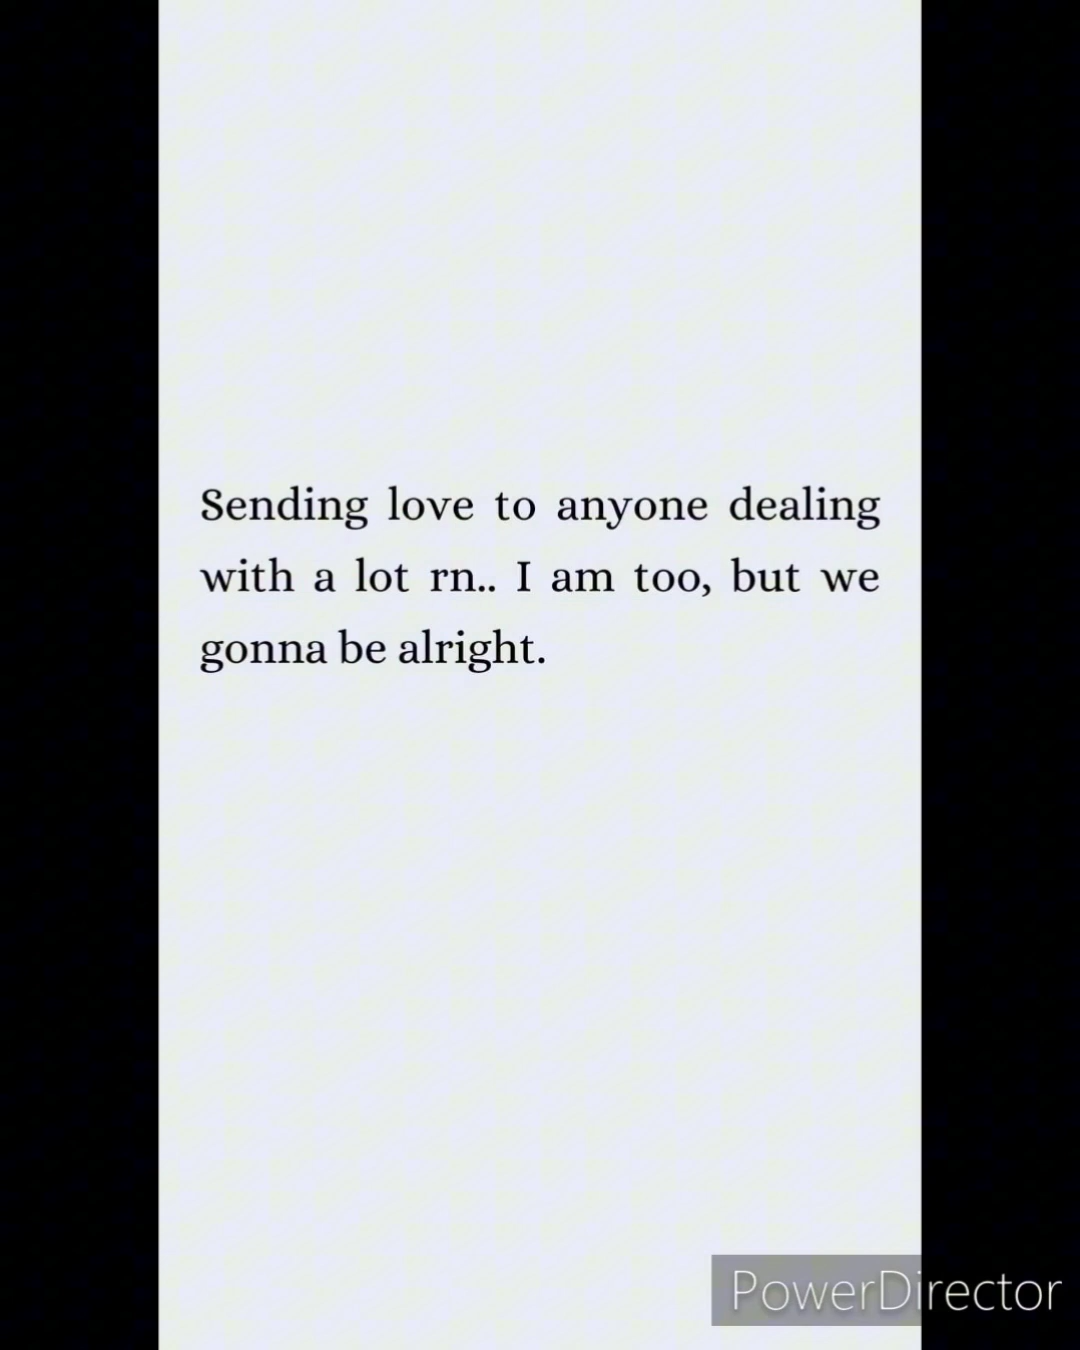 Sending love to anyone dealing
with a lot rn.. I am too, but we
gonna be alright.
PowerDirector